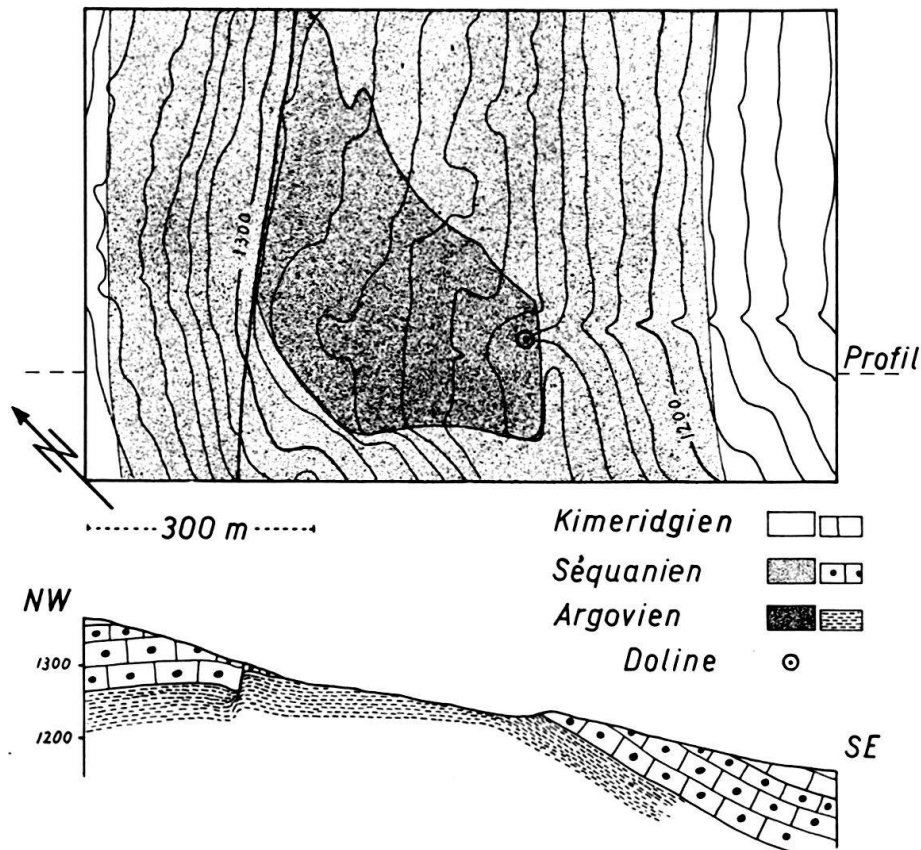 1300
Profil
1200
300 m
Kimeridgien
Séquanien
Argovien
Doline
NW
1300
1200
SE
N